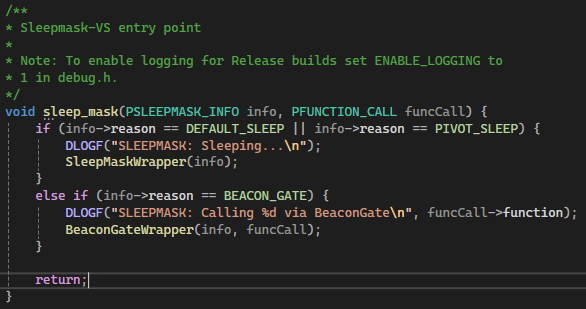 /**
* Sleepmask-VS entry point
*
* Note: To enable logging for Release builds set ENABLE_LOGGING to
* 1 in debug.h.
*/
void sleep_mask(PSLEEPMASK_INFO info, PFUNCTION_CALL funcCall) {
    if (info->reason == DEFAULT_SLEEP || info->reason == PIVOT_SLEEP) {
        DLOGF("SLEEPMASK: Sleeping...\n");
        SleepMaskWrapper(info);
    }
    else if (info->reason == BEACON_GATE) {
        DLOGF("SLEEPMASK: Calling %d via BeaconGate\n", funcCall->function);
        BeaconGateWrapper(info, funcCall);
    }

    return;
}